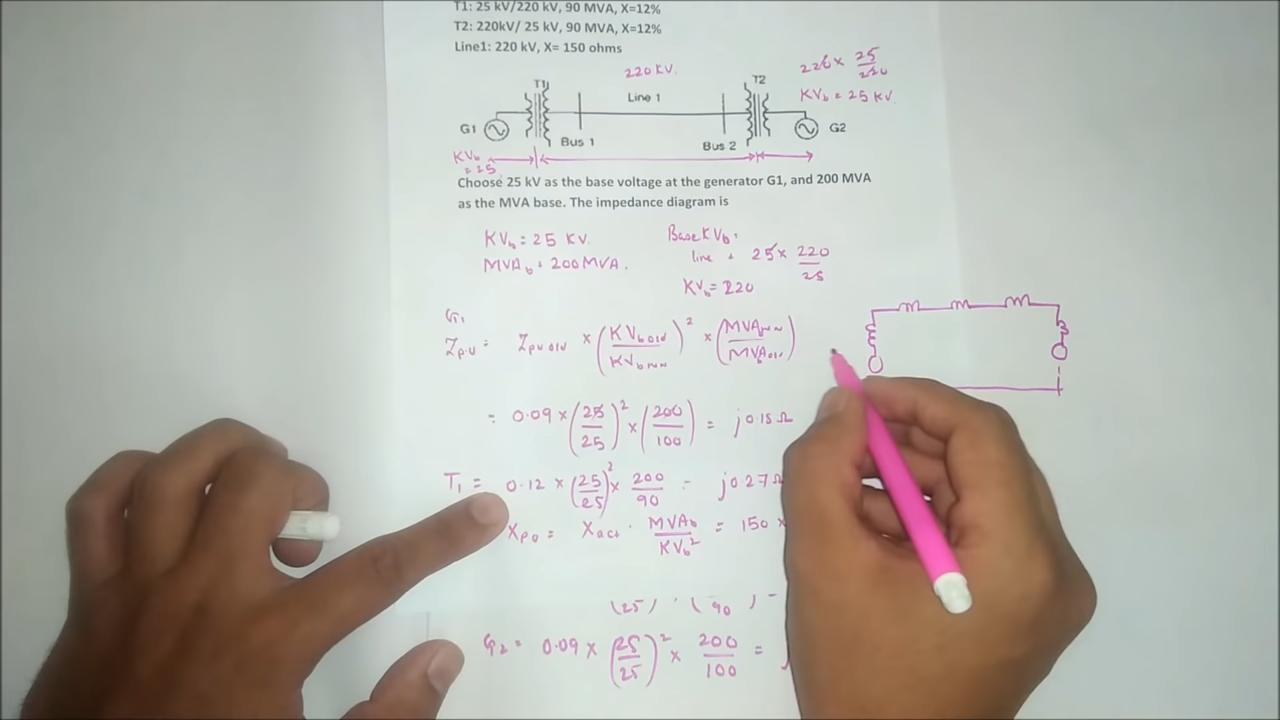 T1: 25 kV/220 kV, 90 MVA, X=12%
T2: 220kV/ 25 kV, 90 MVA, X=12%
Line1: 220 kV, X= 150 ohms
220 KV.
220 × 25/220
KVb = 25 KV.
T1
T2
Line 1
G1
G2
Bus 1
Bus 2
KVb = 25
Choose 25 kV as the base voltage at the generator G1, and 200 MVA
as the MVA base. The impedance diagram is
KVb = 25 KV.
MVAb = 200 MVA.
Base KVb
line = 25 × 220/25
KVb = 220
G1
Zp.u = Zpu old × (KVb old/KVb new)² × (MVAnew/MVAb old)
= 0.09 × (25/25)² × (200/100) = j0.18 Ω
T1 = 0.12 × (25/25)² × 200/90 = j0.27 Ω
Xpu = Xact . MVAb/KVb² = 150 ×
(25) . (90) =
G2 = 0.09 × (25/25)² × 200/100 =